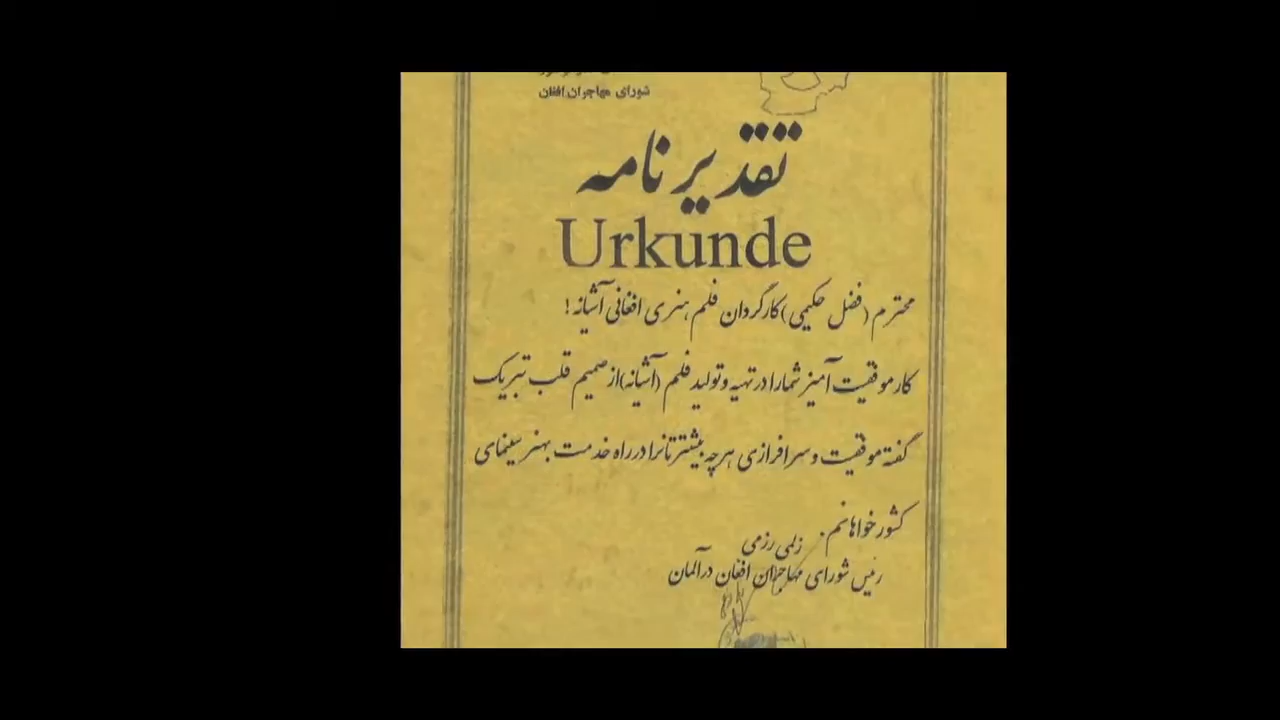 شورای مهاجران افغان
تقدیر نامه
Urkunde
محترم (فضل حکیمی) کارگردان فلم هنری افغانی آشیانه!
کار موفقیت آمیز شما را در تهیه و تولید فلم (آشیانه) از صمیم قلب تبریک
گفته موفقیت و سرافرازی هرچه بیشتر تانرا در راه خدمت بهنر سینمای
کشور خواهانم.
زلمی رزمی
رئیس شورای مهاجران افغان در آلمان